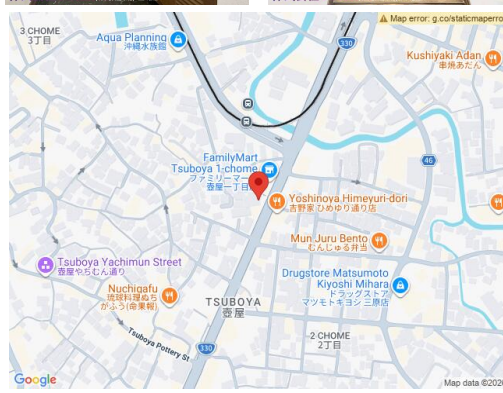 Map error: g.co/staticmaperro
3 CHOME
3丁目
Aqua Planning
沖縄水族館
330
Kushiyaki Adan
串焼あだん
46
FamilyMart
Tsuboya 1-chome
ファミリーマー
壺屋一丁目
Yoshinoya Himeyuri-dori
吉野家 ひめゆり通り店
Mun Juru Bento
むんじゅる弁当
Tsuboya Yachimun Street
壺屋やちむん通り
Drugstore Matsumoto
Kiyoshi Mihara
ドラッグストア
マツモトキヨシ 三原店
Nuchigafu
琉球料理ぬち
がふう(命果報)
TSUBOYA
壺屋
Tsuboya Pottery St
330
2 CHOME
2丁目
Google
Map data ©2026